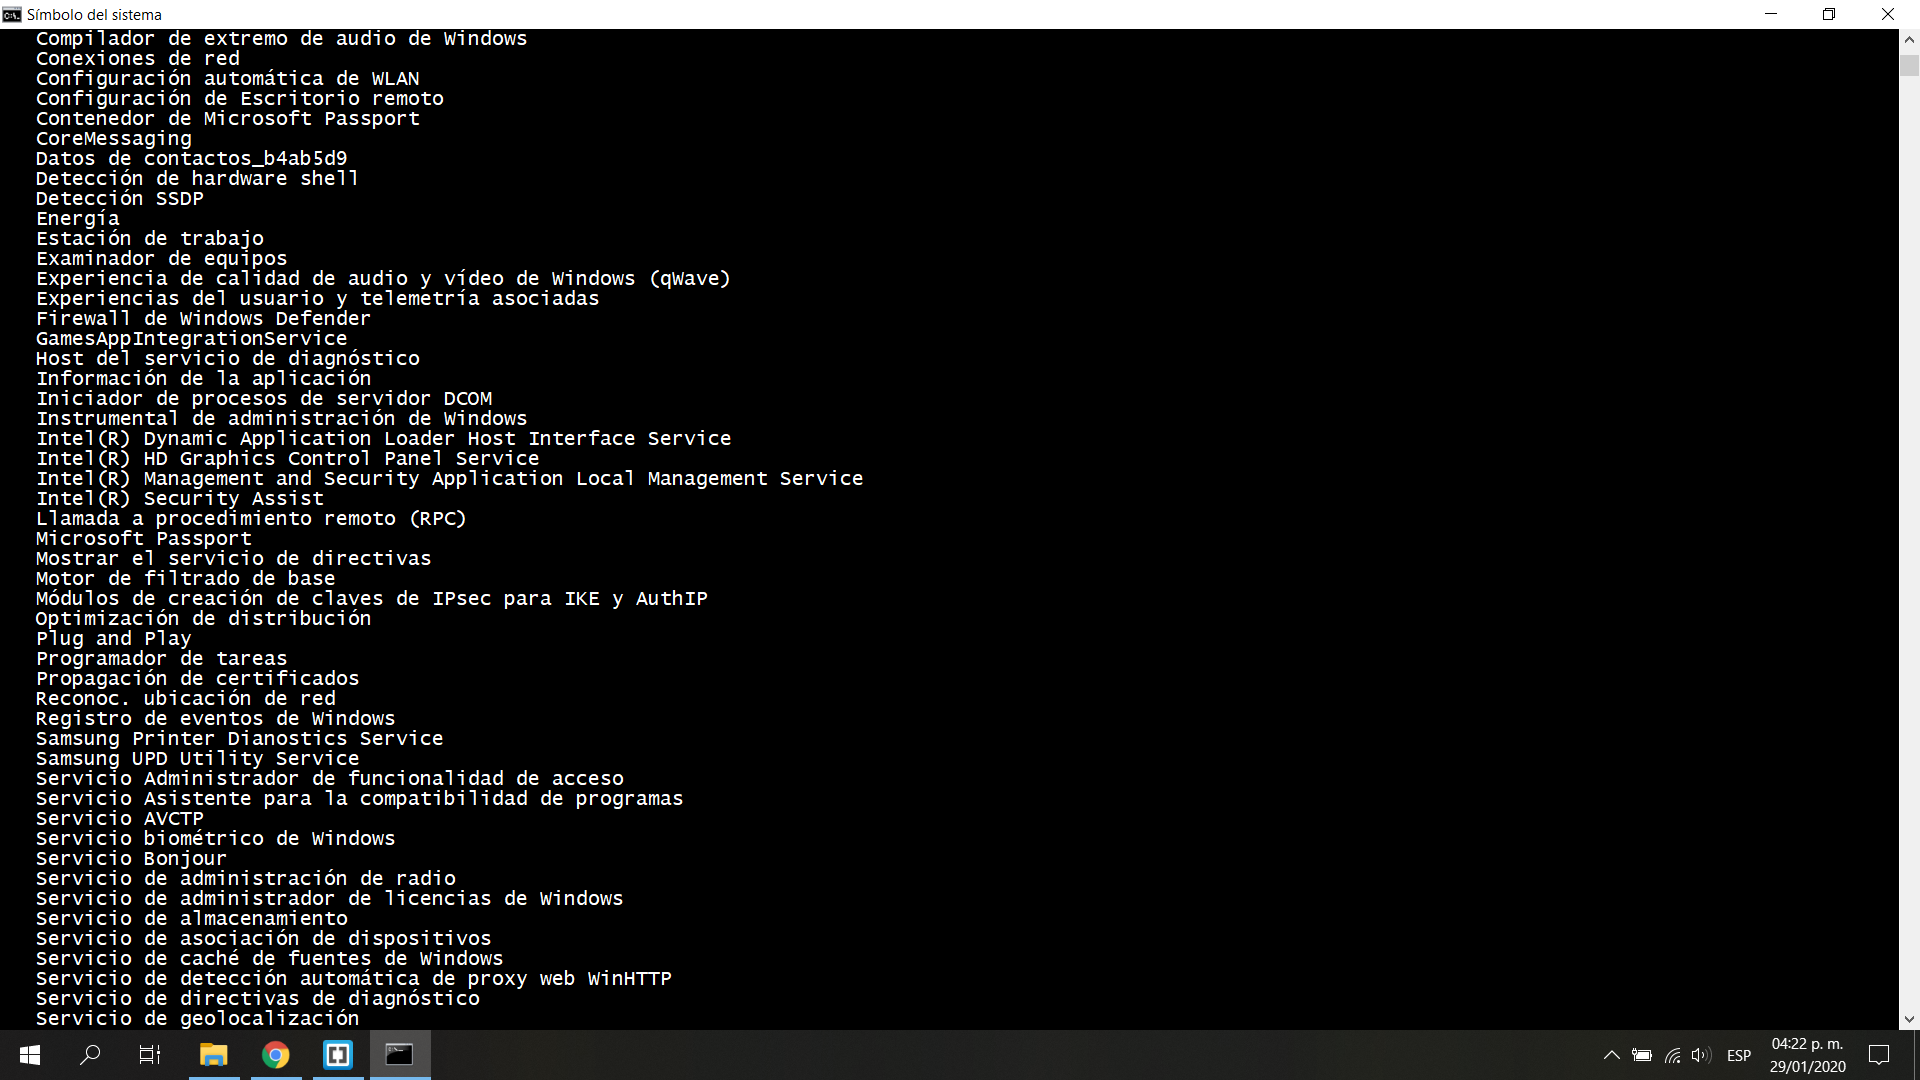 Símbolo del sistema
Compilador de extremo de audio de Windows
Conexiones de red
Configuración automática de WLAN
Configuración de Escritorio remoto
Contenedor de Microsoft Passport
CoreMessaging
Datos de contactos_b4ab5d9
Detección de hardware shell
Detección SSDP
Energía
Estación de trabajo
Examinador de equipos
Experiencia de calidad de audio y vídeo de Windows (qWave)
Experiencias del usuario y telemetría asociadas
Firewall de Windows Defender
GamesAppIntegrationService
Host del servicio de diagnóstico
Información de la aplicación
Iniciador de procesos de servidor DCOM
Instrumental de administración de Windows
Intel(R) Dynamic Application Loader Host Interface Service
Intel(R) HD Graphics Control Panel Service
Intel(R) Management and Security Application Local Management Service
Intel(R) Security Assist
Llamada a procedimiento remoto (RPC)
Microsoft Passport
Mostrar el servicio de directivas
Motor de filtrado de base
Módulos de creación de claves de IPsec para IKE y AuthIP
Optimización de distribución
Plug and Play
Programador de tareas
Propagación de certificados
Reconoc. ubicación de red
Registro de eventos de Windows
Samsung Printer Dianostics Service
Samsung UPD Utility Service
Servicio Administrador de funcionalidad de acceso
Servicio Asistente para la compatibilidad de programas
Servicio AVCTP
Servicio biométrico de Windows
Servicio Bonjour
Servicio de administración de radio
Servicio de administrador de licencias de Windows
Servicio de almacenamiento
Servicio de asociación de dispositivos
Servicio de caché de fuentes de Windows
Servicio de detección automática de proxy web WinHTTP
Servicio de directivas de diagnóstico
Servicio de geolocalización
ESP
04:22 p. m.
29/01/2020